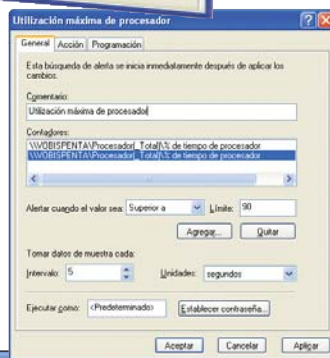 Utilización máxima de procesador
General Acción Programación
Esta búsqueda de alerta se inicia inmediatamente después de aplicar los
cambios.
Comentario:
Utilización máxima de procesador
Contadores:
\\VOBISPENTA\Procesador(_Total)\% de tiempo de procesador
\\VOBISPENTA\Procesador(_Total)\% de tiempo de procesador
Alertar cuando el valor sea: Superior a Límite: 90
Agregar... Quitar
Tomar datos de muestra cada:
Intervalo: 5 Unidades: segundos
Ejecutar como: <Predeterminado> Establecer contraseña...
Aceptar Cancelar Aplicar